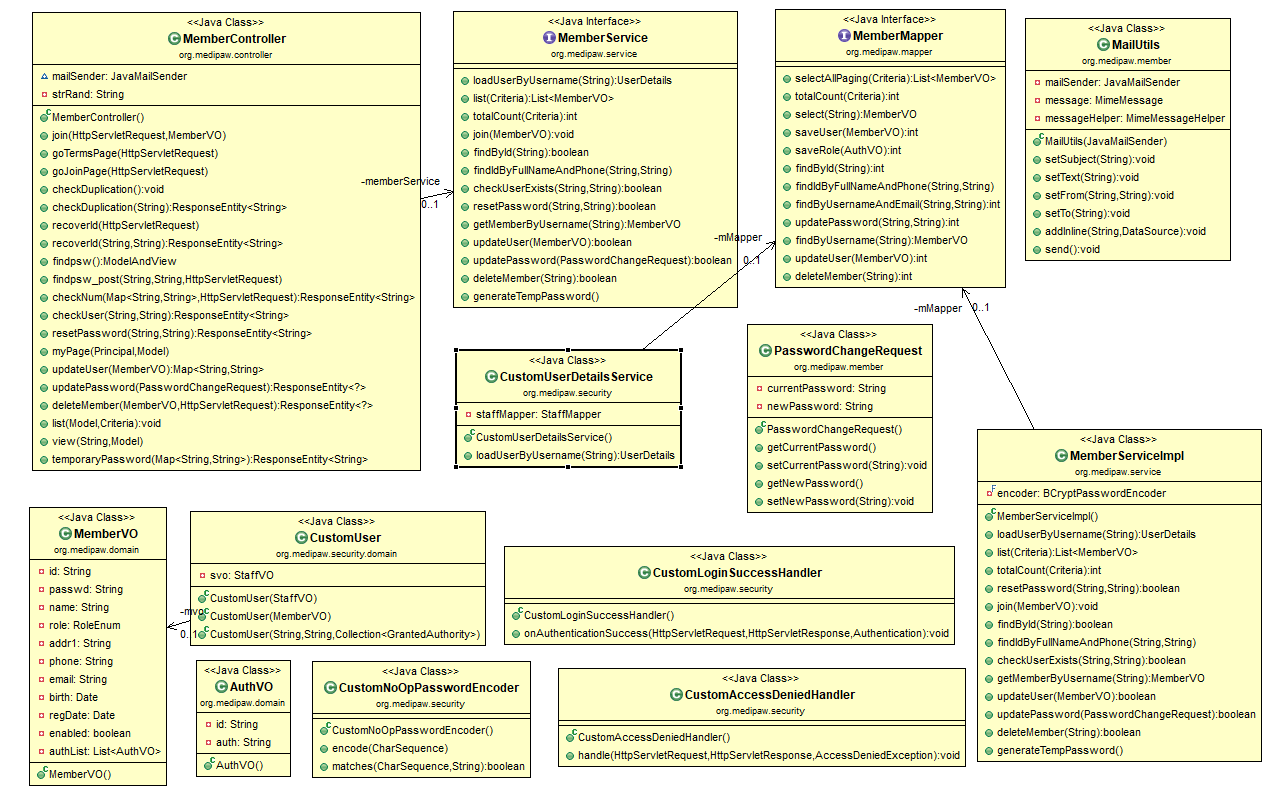 <<Java Class>>
MemberController
org.medipaw.controller
mailSender: JavaMailSender
strRand: String
MemberController()
join(HttpServletRequest,MemberVO)
goTermsPage(HttpServletRequest)
goJoinPage(HttpServletRequest)
checkDuplication():void
checkDuplication(String):ResponseEntity<String>
recoverId(HttpServletRequest)
recoverId(String,String):ResponseEntity<String>
findpsw():ModelAndView
findpsw_post(String,String,HttpServletRequest)
checkNum(Map<String,String>,HttpServletRequest):ResponseEntity<String>
checkUser(String,String):ResponseEntity<String>
resetPassword(String,String):ResponseEntity<String>
myPage(Principal,Model)
updateUser(MemberVO):Map<String,String>
updatePassword(PasswordChangeRequest):ResponseEntity<?>
deleteMember(MemberVO,HttpServletRequest):ResponseEntity<?>
list(Model,Criteria):void
view(String,Model)
temporaryPassword(Map<String,String>):ResponseEntity<String>
-memberService
0..1
<<Java Interface>>
MemberService
org.medipaw.service
loadUserByUsername(String):UserDetails
list(Criteria):List<MemberVO>
totalCount(Criteria):int
join(MemberVO):void
findById(String):boolean
findIdByFullNameAndPhone(String,String)
checkUserExists(String,String):boolean
resetPassword(String,String):boolean
getMemberByUsername(String):MemberVO
updateUser(MemberVO):boolean
updatePassword(PasswordChangeRequest):boolean
deleteMember(String):boolean
generateTempPassword()
-mMapper
0..1
<<Java Interface>>
MemberMapper
org.medipaw.mapper
selectAllPaging(Criteria):List<MemberVO>
totalCount(Criteria):int
select(String):MemberVO
saveUser(MemberVO):int
saveRole(AuthVO):int
findById(String):int
findIdByFullNameAndPhone(String,String)
findByUsernameAndEmail(String,String):int
updatePassword(String,String):int
findByUsername(String):MemberVO
updateUser(MemberVO):int
deleteMember(String):int
-mMapper
0..1
<<Java Class>>
MailUtils
org.medipaw.member
mailSender: JavaMailSender
message: MimeMessage
messageHelper: MimeMessageHelper
MailUtils(JavaMailSender)
setSubject(String):void
setText(String):void
setFrom(String,String):void
setTo(String):void
addInline(String,DataSource):void
send():void
<<Java Class>>
CustomUserDetailsService
org.medipaw.security
staffMapper: StaffMapper
CustomUserDetailsService()
loadUserByUsername(String):UserDetails
<<Java Class>>
PasswordChangeRequest
org.medipaw.member
currentPassword: String
newPassword: String
PasswordChangeRequest()
getCurrentPassword()
setCurrentPassword(String):void
getNewPassword()
setNewPassword(String):void
<<Java Class>>
MemberServiceImpl
org.medipaw.service
encoder: BCryptPasswordEncoder
MemberServiceImpl()
loadUserByUsername(String):UserDetails
list(Criteria):List<MemberVO>
totalCount(Criteria):int
resetPassword(String,String):boolean
join(MemberVO):void
findById(String):boolean
findIdByFullNameAndPhone(String,String)
checkUserExists(String,String):boolean
getMemberByUsername(String):MemberVO
updateUser(MemberVO):boolean
updatePassword(PasswordChangeRequest):boolean
deleteMember(String):boolean
generateTempPassword()
<<Java Class>>
MemberVO
org.medipaw.domain
id: String
passwd: String
name: String
role: RoleEnum
addr1: String
phone: String
email: String
birth: Date
regDate: Date
enabled: boolean
authList: List<AuthVO>
MemberVO()
-mvo
0..1
<<Java Class>>
CustomUser
org.medipaw.security.domain
svo: StaffVO
CustomUser(StaffVO)
CustomUser(MemberVO)
CustomUser(String,String,Collection<GrantedAuthority>)
<<Java Class>>
CustomLoginSuccessHandler
org.medipaw.security
CustomLoginSuccessHandler()
onAuthenticationSuccess(HttpServletRequest,HttpServletResponse,Authentication):void
<<Java Class>>
AuthVO
org.medipaw.domain
id: String
auth: String
AuthVO()
<<Java Class>>
CustomNoOpPasswordEncoder
org.medipaw.security
CustomNoOpPasswordEncoder()
encode(CharSequence)
matches(CharSequence,String):boolean
<<Java Class>>
CustomAccessDeniedHandler
org.medipaw.security
CustomAccessDeniedHandler()
handle(HttpServletRequest,HttpServletResponse,AccessDeniedException):void